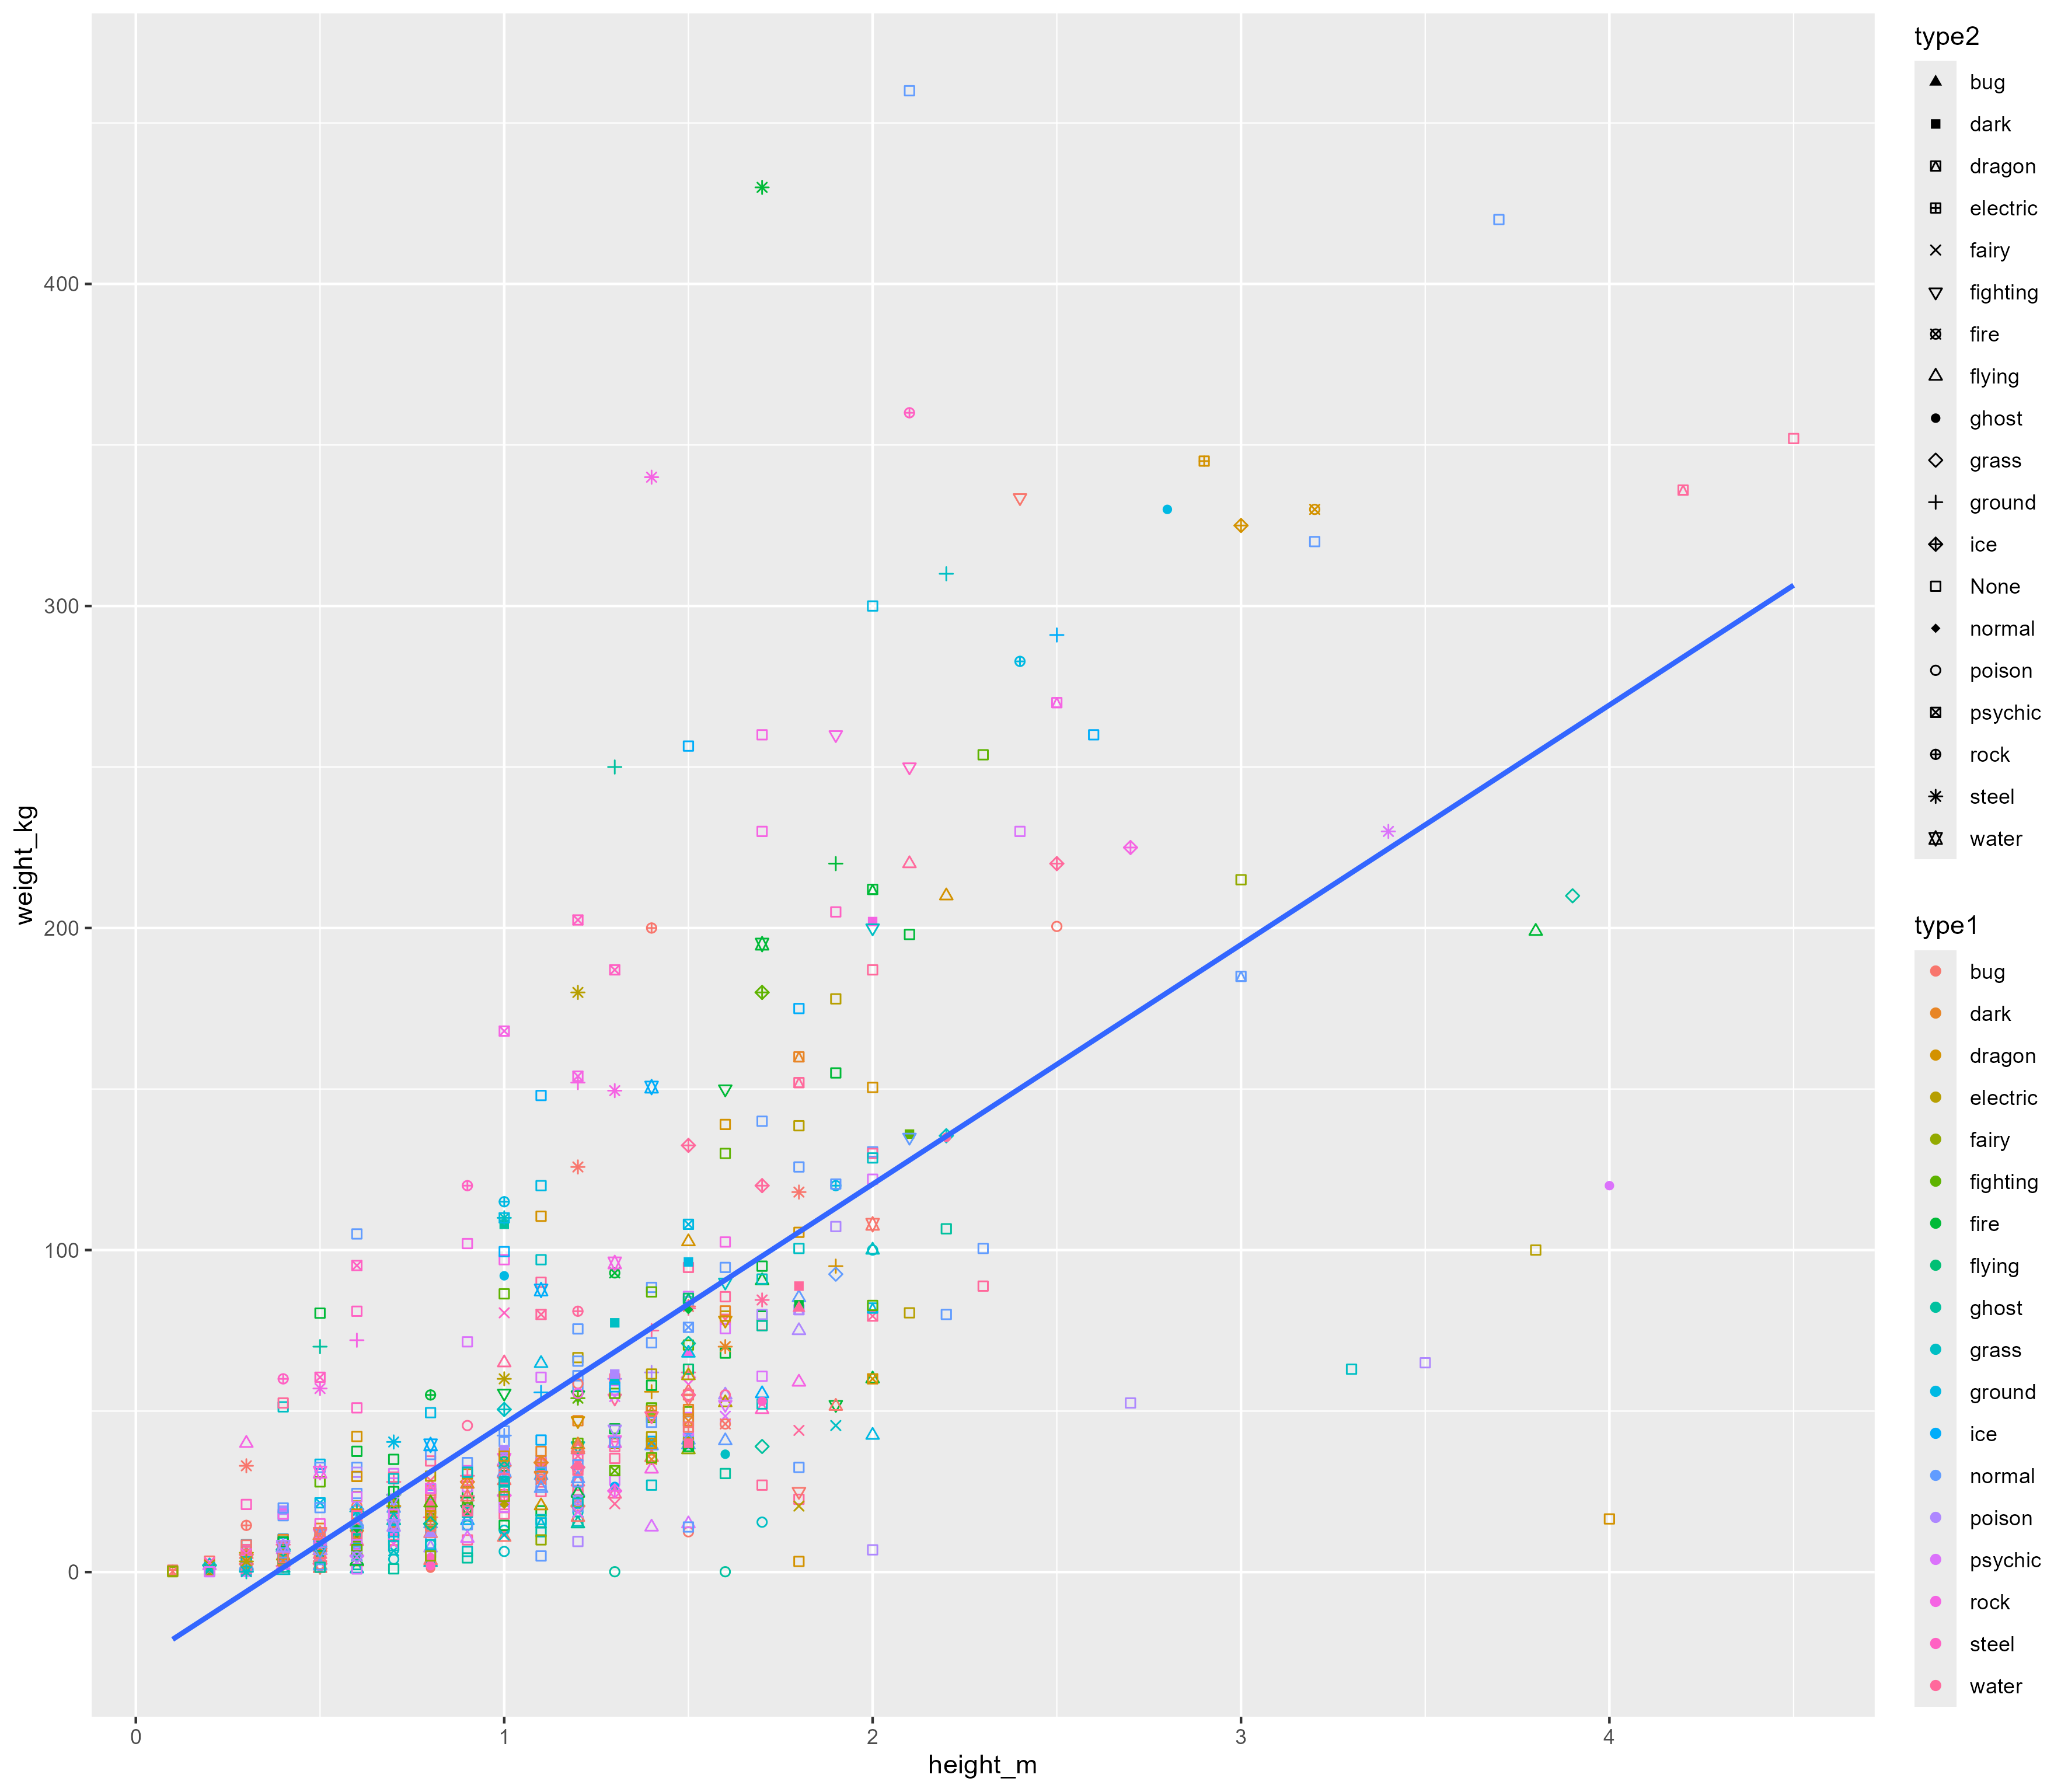 type2
bug
dark
dragon
electric
fairy
fighting
fire
flying
ghost
grass
ground
ice
None
normal
poison
psychic
rock
steel
water
type1
bug
dark
dragon
electric
fairy
fighting
fire
flying
ghost
grass
ground
ice
normal
poison
psychic
rock
steel
water
weight_kg
400
300
200
100
0
0 1 2 3 4
height_m